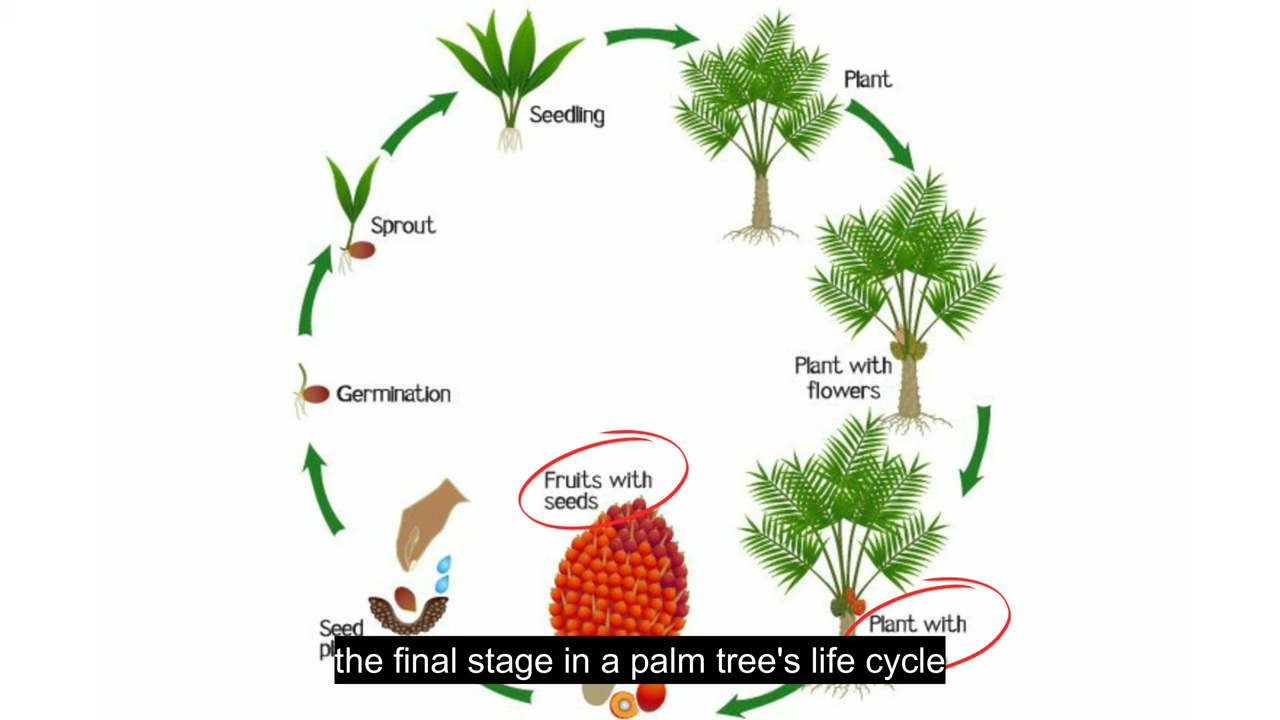 Seedling
Plant
Sprout
Plant with
flowers
Germination
Fruits with
seeds
Plant with
Seed
the final stage in a palm tree's life cycle